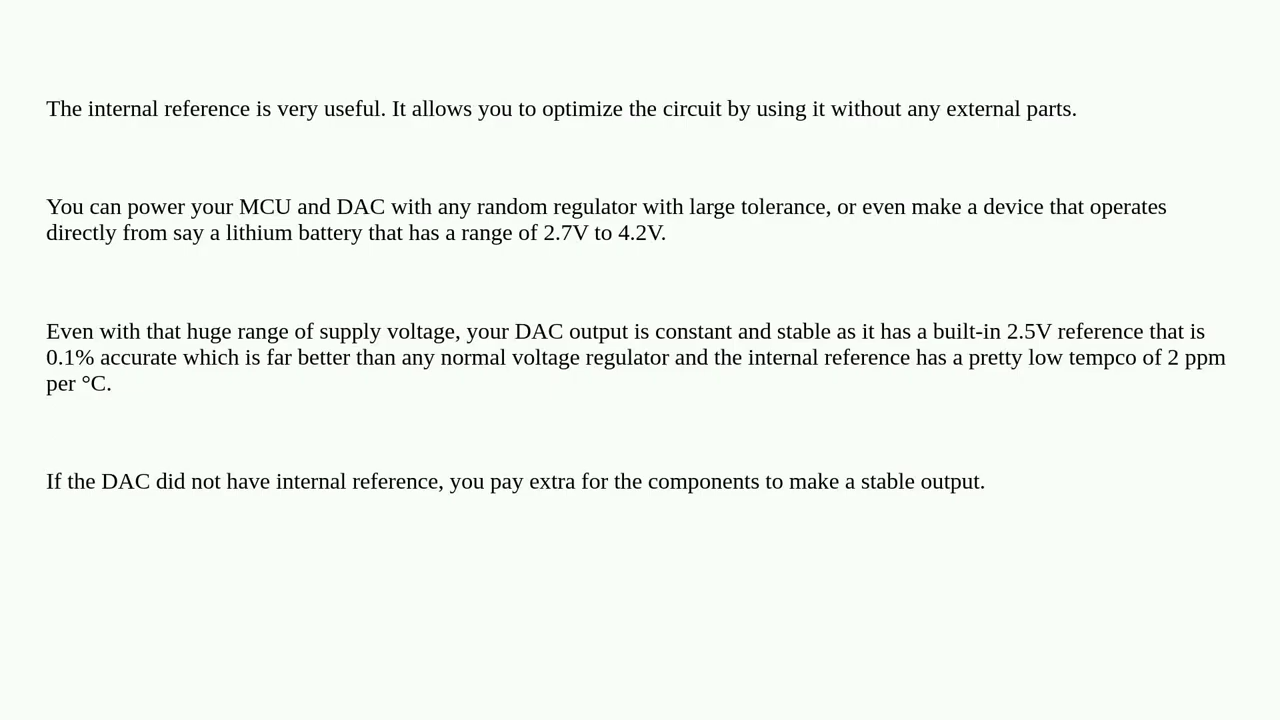 The internal reference is very useful. It allows you to optimize the circuit by using it without any external parts.
You can power your MCU and DAC with any random regulator with large tolerance, or even make a device that operates
directly from say a lithium battery that has a range of 2.7V to 4.2V.
Even with that huge range of supply voltage, your DAC output is constant and stable as it has a built-in 2.5V reference that is
0.1% accurate which is far better than any normal voltage regulator and the internal reference has a pretty low tempco of 2 ppm
per °C.
If the DAC did not have internal reference, you pay extra for the components to make a stable output.